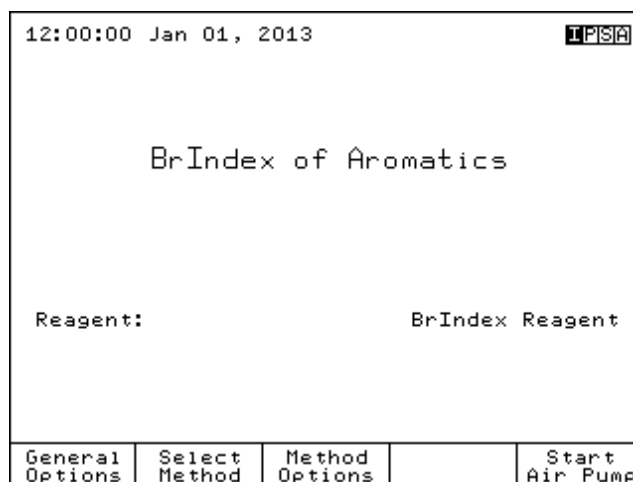 12:00:00 Jan 01, 2013 IPSA
BrIndex of Aromatics
Reagent: BrIndex Reagent
General Options
Select Method
Method Options
Start Air Pump